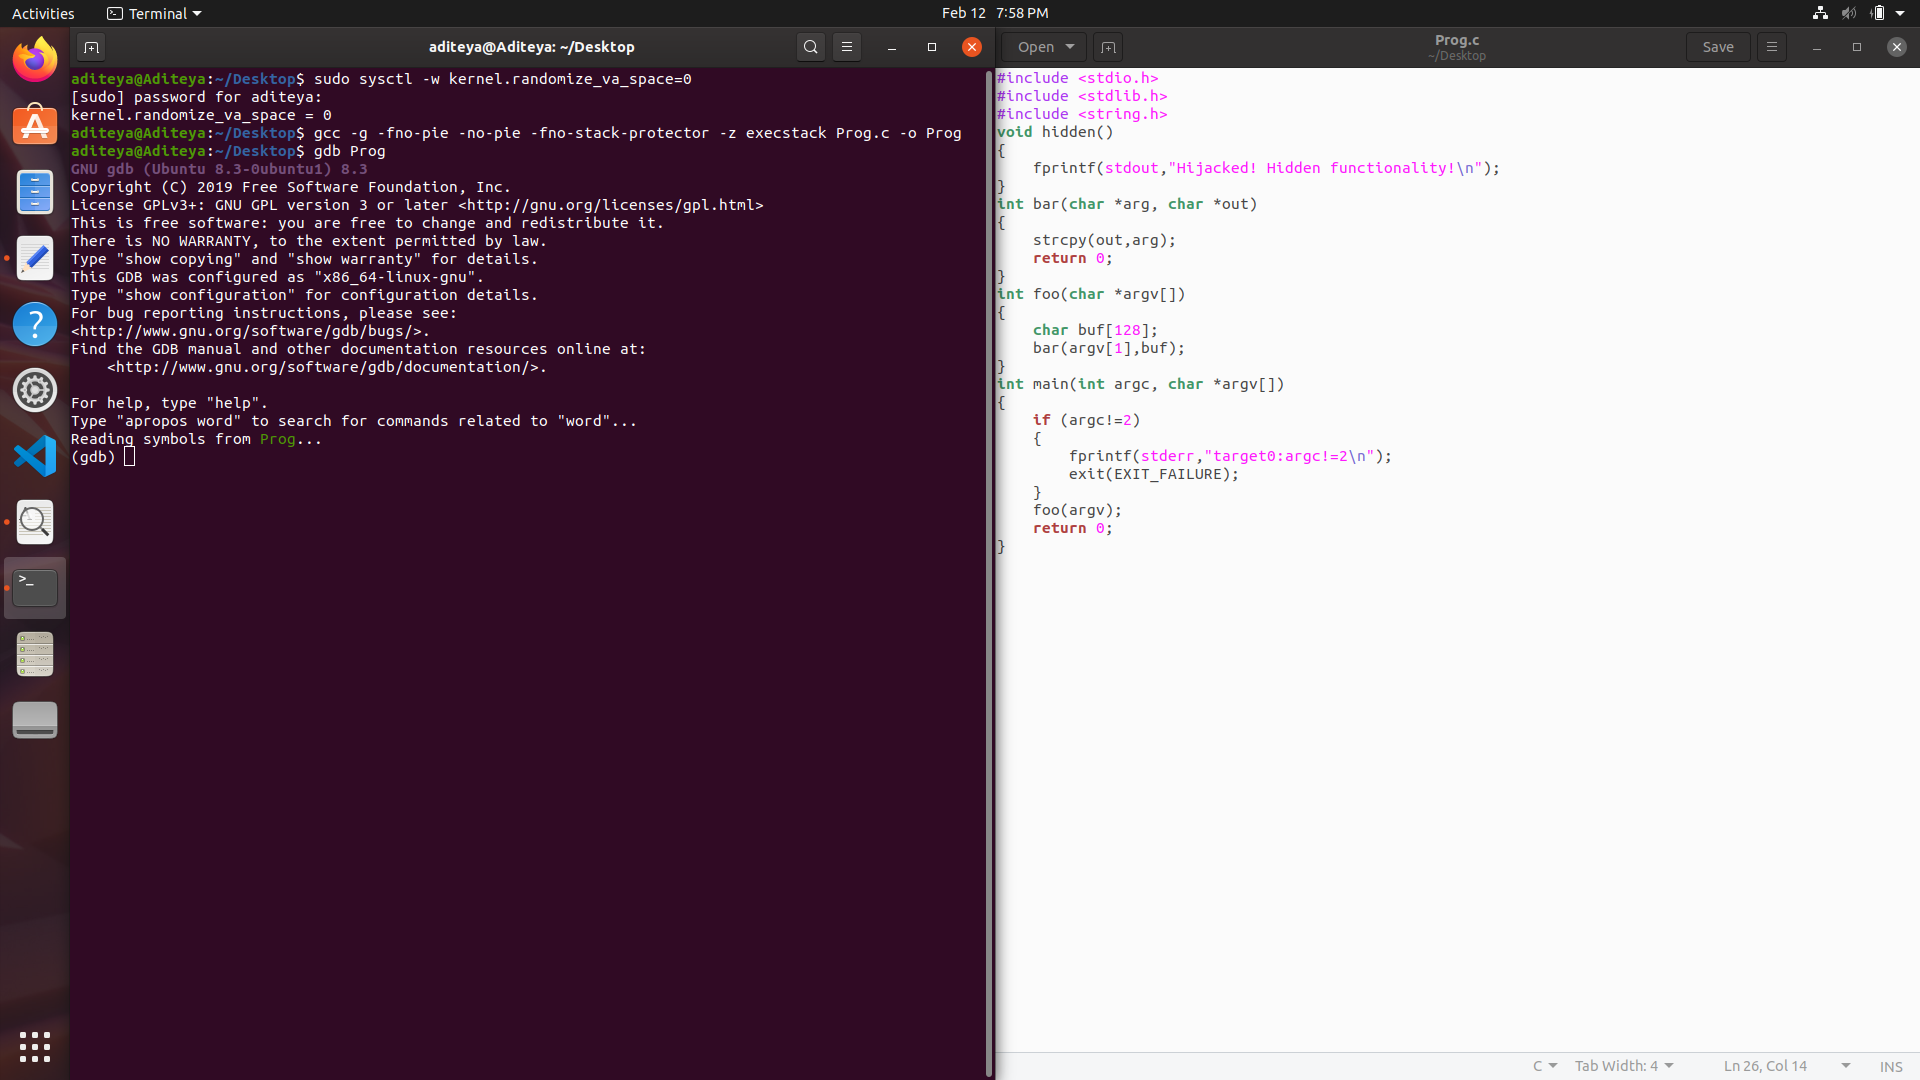 Activities
Terminal
Feb 12 7:58 PM
aditeya@Aditeya: ~/Desktop
aditeya@Aditeya:~/Desktop$ sudo sysctl -w kernel.randomize_va_space=0
[sudo] password for aditeya:
kernel.randomize_va_space = 0
aditeya@Aditeya:~/Desktop$ gcc -g -fno-pie -no-pie -fno-stack-protector -z execstack Prog.c -o Prog
aditeya@Aditeya:~/Desktop$ gdb Prog
GNU gdb (Ubuntu 8.3-0ubuntu1) 8.3
Copyright (C) 2019 Free Software Foundation, Inc.
License GPLv3+: GNU GPL version 3 or later <http://gnu.org/licenses/gpl.html>
This is free software: you are free to change and redistribute it.
There is NO WARRANTY, to the extent permitted by law.
Type "show copying" and "show warranty" for details.
This GDB was configured as "x86_64-linux-gnu".
Type "show configuration" for configuration details.
For bug reporting instructions, please see:
<http://www.gnu.org/software/gdb/bugs/>.
Find the GDB manual and other documentation resources online at:
    <http://www.gnu.org/software/gdb/documentation/>.
For help, type "help".
Type "apropos word" to search for commands related to "word"...
Reading symbols from Prog...
(gdb)
Open
Prog.c
~/Desktop
Save
#include <stdio.h>
#include <stdlib.h>
#include <string.h>
void hidden()
{
    fprintf(stdout,"Hijacked! Hidden functionality!\n");
}
int bar(char *arg, char *out)
{
    strcpy(out,arg);
    return 0;
}
int foo(char *argv[])
{
    char buf[128];
    bar(argv[1],buf);
}
int main(int argc, char *argv[])
{
    if (argc!=2)
    {
        fprintf(stderr,"target0:argc!=2\n");
        exit(EXIT_FAILURE);
    }
    foo(argv);
    return 0;
}
C
Tab Width: 4
Ln 26, Col 14
INS